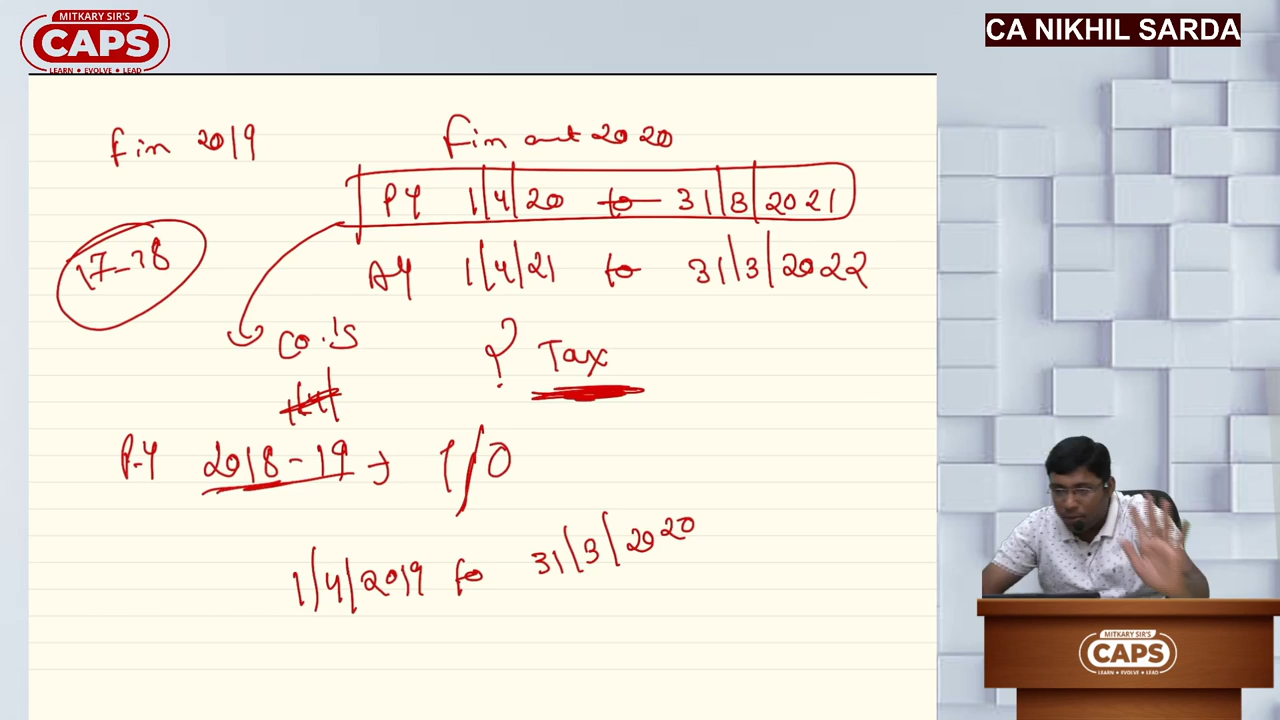 MITKARY SIR'S
CAPS
LEARN • EVOLVE • LEAD
CA NIKHIL SARDA
fin 2019
Fin act 2020
PY 1/4/20 to 31/3/2021
17-18
AY 1/4/21 to 31/3/2022
Co.'s
? Tax
P.Y 2018-19 → T/O
1/4/2019 to 31/3/2020
MITKARY SIR'S
CAPS
LEARN • EVOLVE • LEAD